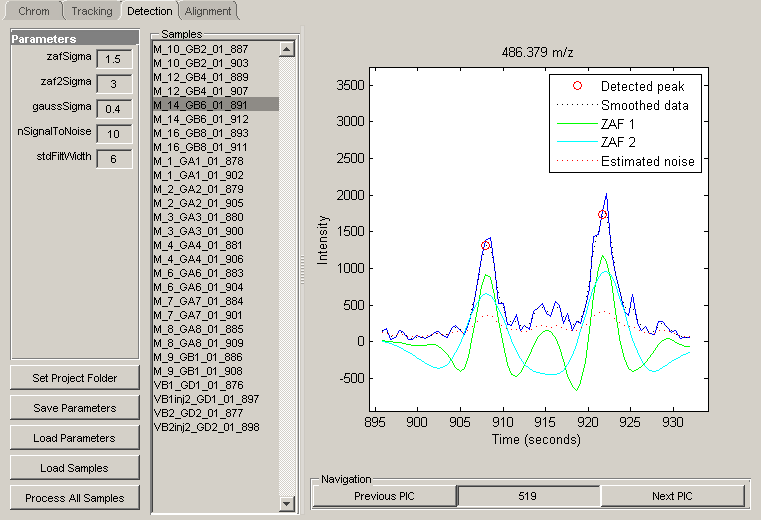 Chrom Tracking Detection Alignment
Parameters
zafSigma 1.5
zaf2Sigma 3
gaussSigma 0.4
nSignalToNoise 10
stdFiltWidth 6
Set Project Folder
Save Parameters
Load Parameters
Load Samples
Process All Samples
Samples
M_10_GB2_01_887
M_10_GB2_01_903
M_12_GB4_01_889
M_12_GB4_01_907
M_14_GB6_01_891
M_14_GB6_01_912
M_16_GB8_01_893
M_16_GB8_01_911
M_1_GA1_01_878
M_1_GA1_01_902
M_2_GA2_01_879
M_2_GA2_01_905
M_3_GA3_01_880
M_3_GA3_01_900
M_4_GA4_01_881
M_4_GA4_01_906
M_6_GA6_01_883
M_6_GA6_01_904
M_7_GA7_01_884
M_7_GA7_01_901
M_8_GA8_01_885
M_8_GA8_01_909
M_9_GB1_01_886
M_9_GB1_01_908
VB1_GD1_01_876
VB1inj2_GD1_01_897
VB2_GD2_01_877
VB2inj2_GD2_01_898
486.379 m/z
Detected peak
Smoothed data
ZAF 1
ZAF 2
Estimated noise
3500
3000
2500
2000
1500
1000
500
0
-500
Intensity
895 900 905 910 915 920 925 930
Time (seconds)
Navigation
Previous PIC 519 Next PIC